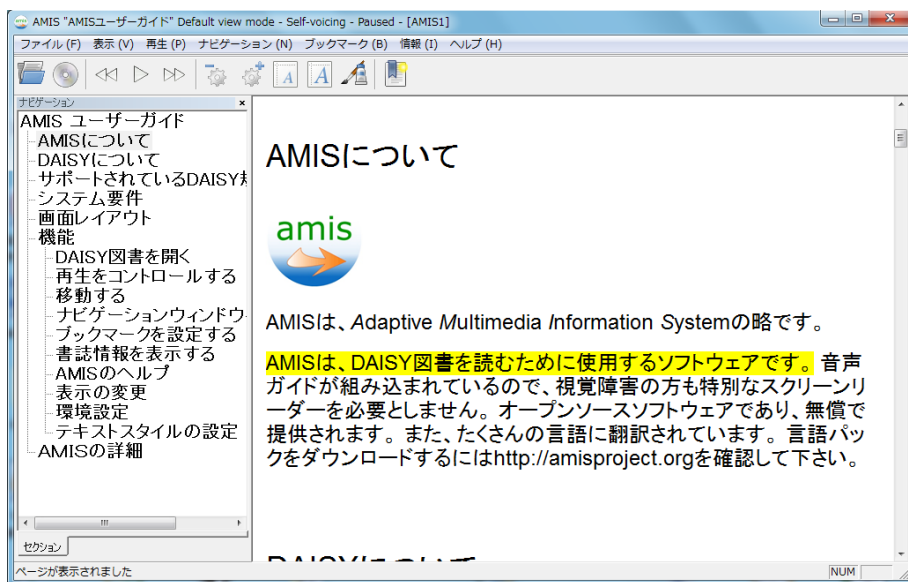 AMIS "AMISユーザーガイド" Default view mode - Self-voicing - Paused - [AMIS1]
ファイル (F) 表示 (V) 再生 (P) ナビゲーション (N) ブックマーク (B) 情報 (I) ヘルプ (H)
A A
ナビゲーション
AMIS ユーザーガイド
AMISについて
DAISYについて
サポートされているDAISY
システム要件
画面レイアウト
機能
DAISY図書を開く
再生をコントロールする
移動する
ナビゲーションウィンドウ
ブックマークを設定する
書誌情報を表示する
AMISのヘルプ
表示の変更
環境設定
テキストスタイルの設定
AMISの詳細
セクション
AMISについて
amis
AMISは、Adaptive Multimedia Information Systemの略です。
AMISは、DAISY図書を読むために使用するソフトウェアです。 音声
ガイドが組み込まれているので、視覚障害の方も特別なスクリーンリ
ーダーを必要としません。オープンソースソフトウェアであり、無償で
提供されます。また、たくさんの言語に翻訳されています。言語パッ
クをダウンロードするにはhttp://amisproject.orgを確認して下さい。
DAISYについて
ページが表示されました
NUM